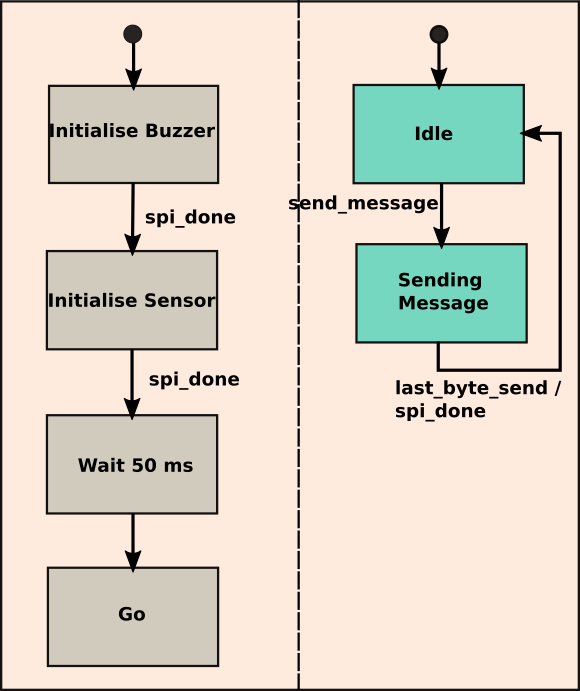 Initialise Buzzer
spi_done
Initialise Sensor
spi_done
Wait 50 ms
Go
Idle
send_message
Sending
Message
last_byte_send /
spi_done